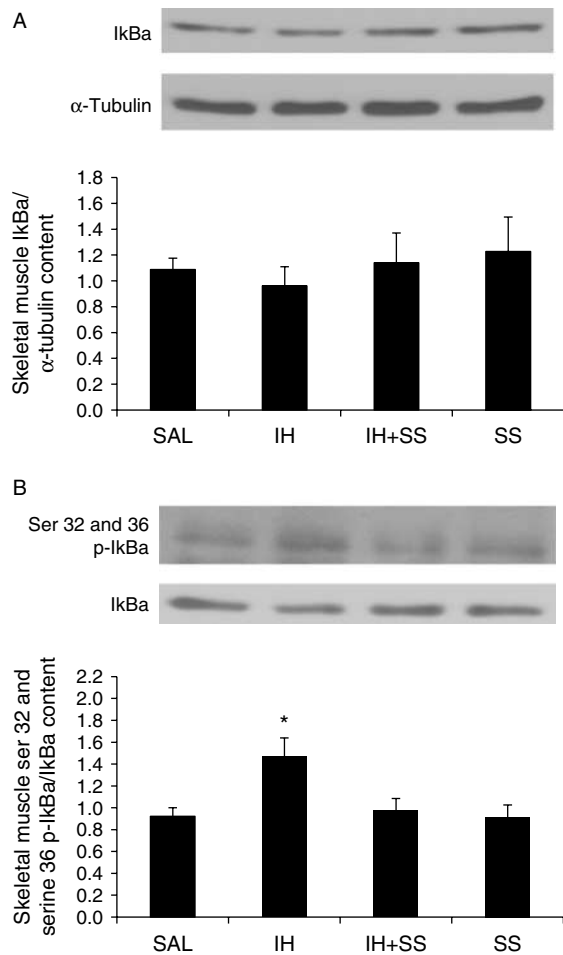 A
IkBa
α-Tubulin
Skeletal muscle IkBa/
α-tubulin content
1.8
1.6
1.4
1.2
1.0
0.8
0.6
0.4
0.2
0.0
SAL IH IH+SS SS
B
Ser 32 and 36
p-IkBa
IkBa
Skeletal muscle ser 32 and
serine 36 p-IkBa/IkBa content
2.2
2.0
1.8
1.6
1.4
1.2
1.0
0.8
0.6
0.4
0.2
0.0
*
SAL IH IH+SS SS